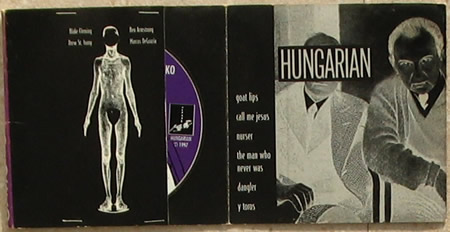 Blake Fleming
Drew St. Ivany
Ben Armstrong
Marcus DeGrazia
KO
HUNGARIAN
HUNGARIAN
goat lips
call me jesus
nurser
the man who
never was
dangler
y toros